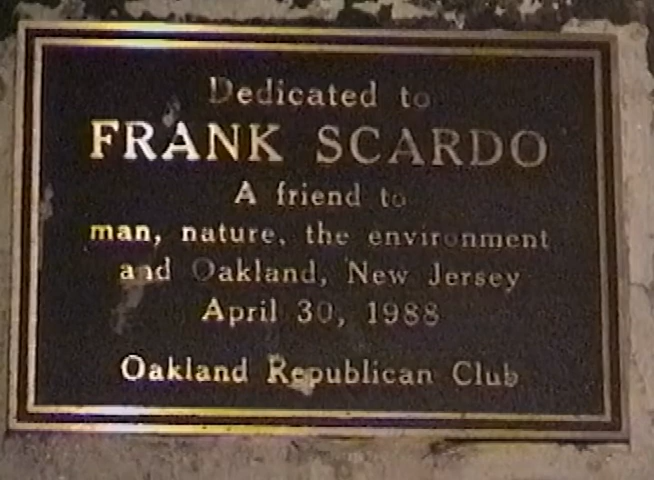 Dedicated to
FRANK SCARDO
A friend to
man, nature, the environment
and Oakland, New Jersey
April 30, 1988
Oakland Republican Club